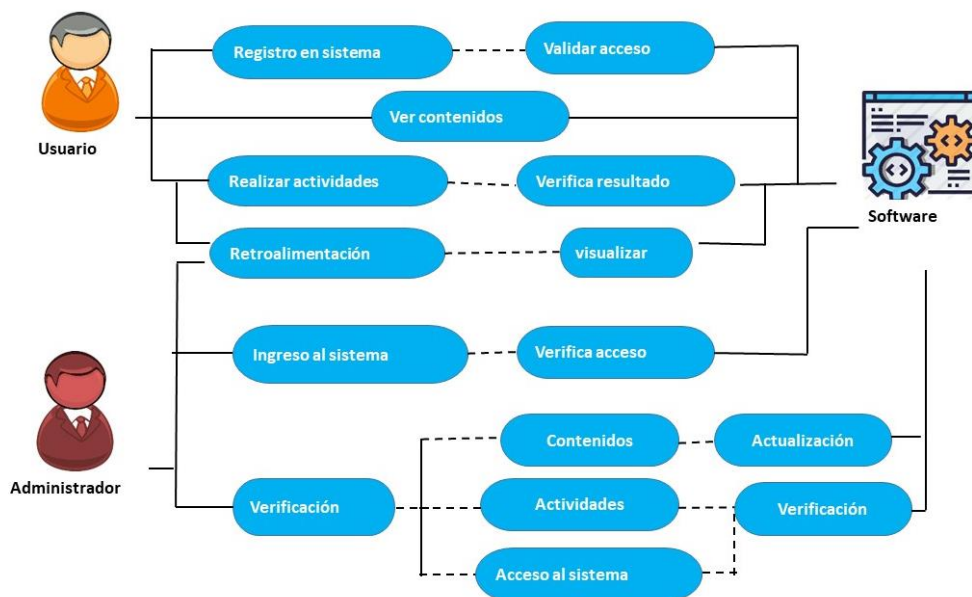 Registro en sistema
Validar acceso
Usuario
Ver contenidos
Realizar actividades
Verifica resultado
Software
Retroalimentación
visualizar
Ingreso al sistema
Verifica acceso
Administrador
Contenidos
Actualización
Verificación
Actividades
Verificación
Acceso al sistema